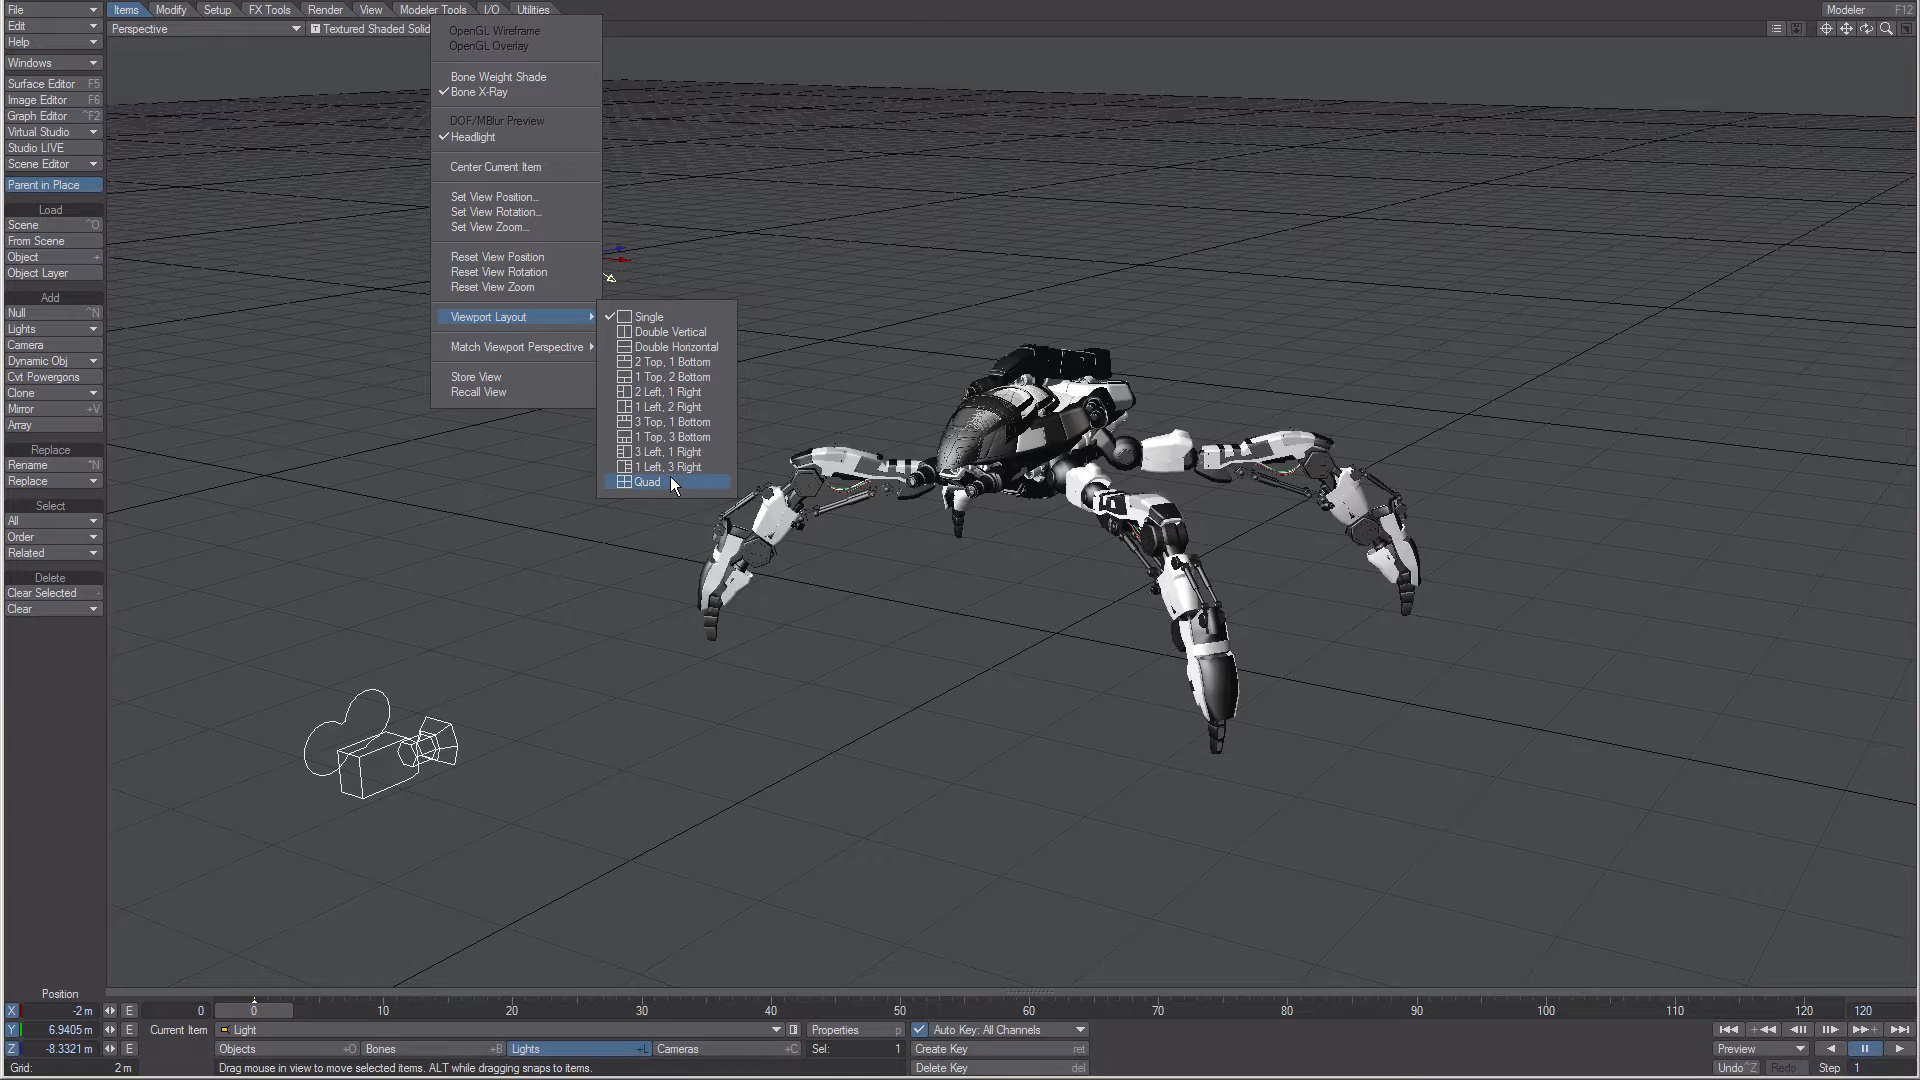 File
Items Modify Setup FX Tools Render View Modeler Tools I/O Utilities
Modeler F12
Edit
Help
Perspective
T Textured Shaded Solid
Windows
Surface Editor F5
Image Editor F6
Graph Editor ^F2
Virtual Studio
Studio LIVE
Scene Editor
Parent in Place
Load
Scene ^O
From Scene
Object +
Object Layer
Add
Null ^N
Lights
Camera
Dynamic Obj
Cvt Powergons
Clone
Mirror +V
Array
Replace
Rename ^N
Replace
Select
All
Order
Related
Delete
Clear Selected -
Clear
OpenGL Wireframe
OpenGL Overlay
Bone Weight Shade
Bone X-Ray
DOF/MBlur Preview
Headlight
Center Current Item
Set View Position...
Set View Rotation...
Set View Zoom...
Reset View Position
Reset View Rotation
Reset View Zoom
Viewport Layout
Match Viewport Perspective
Store View
Recall View
Single
Double Vertical
Double Horizontal
2 Top, 1 Bottom
1 Top, 2 Bottom
2 Left, 1 Right
1 Left, 2 Right
3 Top, 1 Bottom
1 Top, 3 Bottom
3 Left, 1 Right
1 Left, 3 Right
Quad
Position
X -2 m E
0 0 10 20 30 40 50 60 70 80 90 100 110 120 120
Y 6.9405 m E
Current Item Light Properties p Auto Key: All Channels
Z -8.3321 m E
Objects +O Bones +B Lights +L Cameras +C Sel: 1 Create Key ret
Preview
Grid: 2 m
Drag mouse in view to move selected items. ALT while dragging snaps to items.
Delete Key del
Undo ^Z Redo Step 1